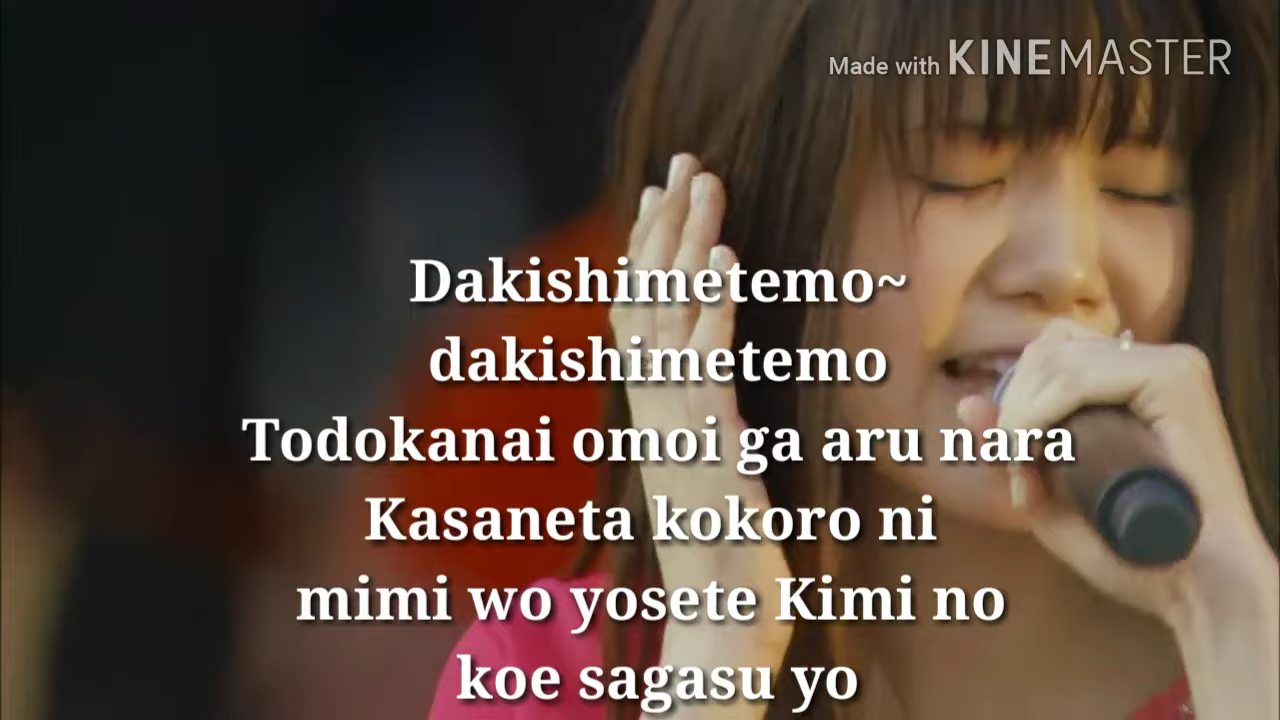 Made with KINEMASTER
Dakishimetemo~
dakishimetemo
Todokanai omoi ga aru nara
Kasaneta kokoro ni
mimi wo yosete Kimi no
koe sagasu yo